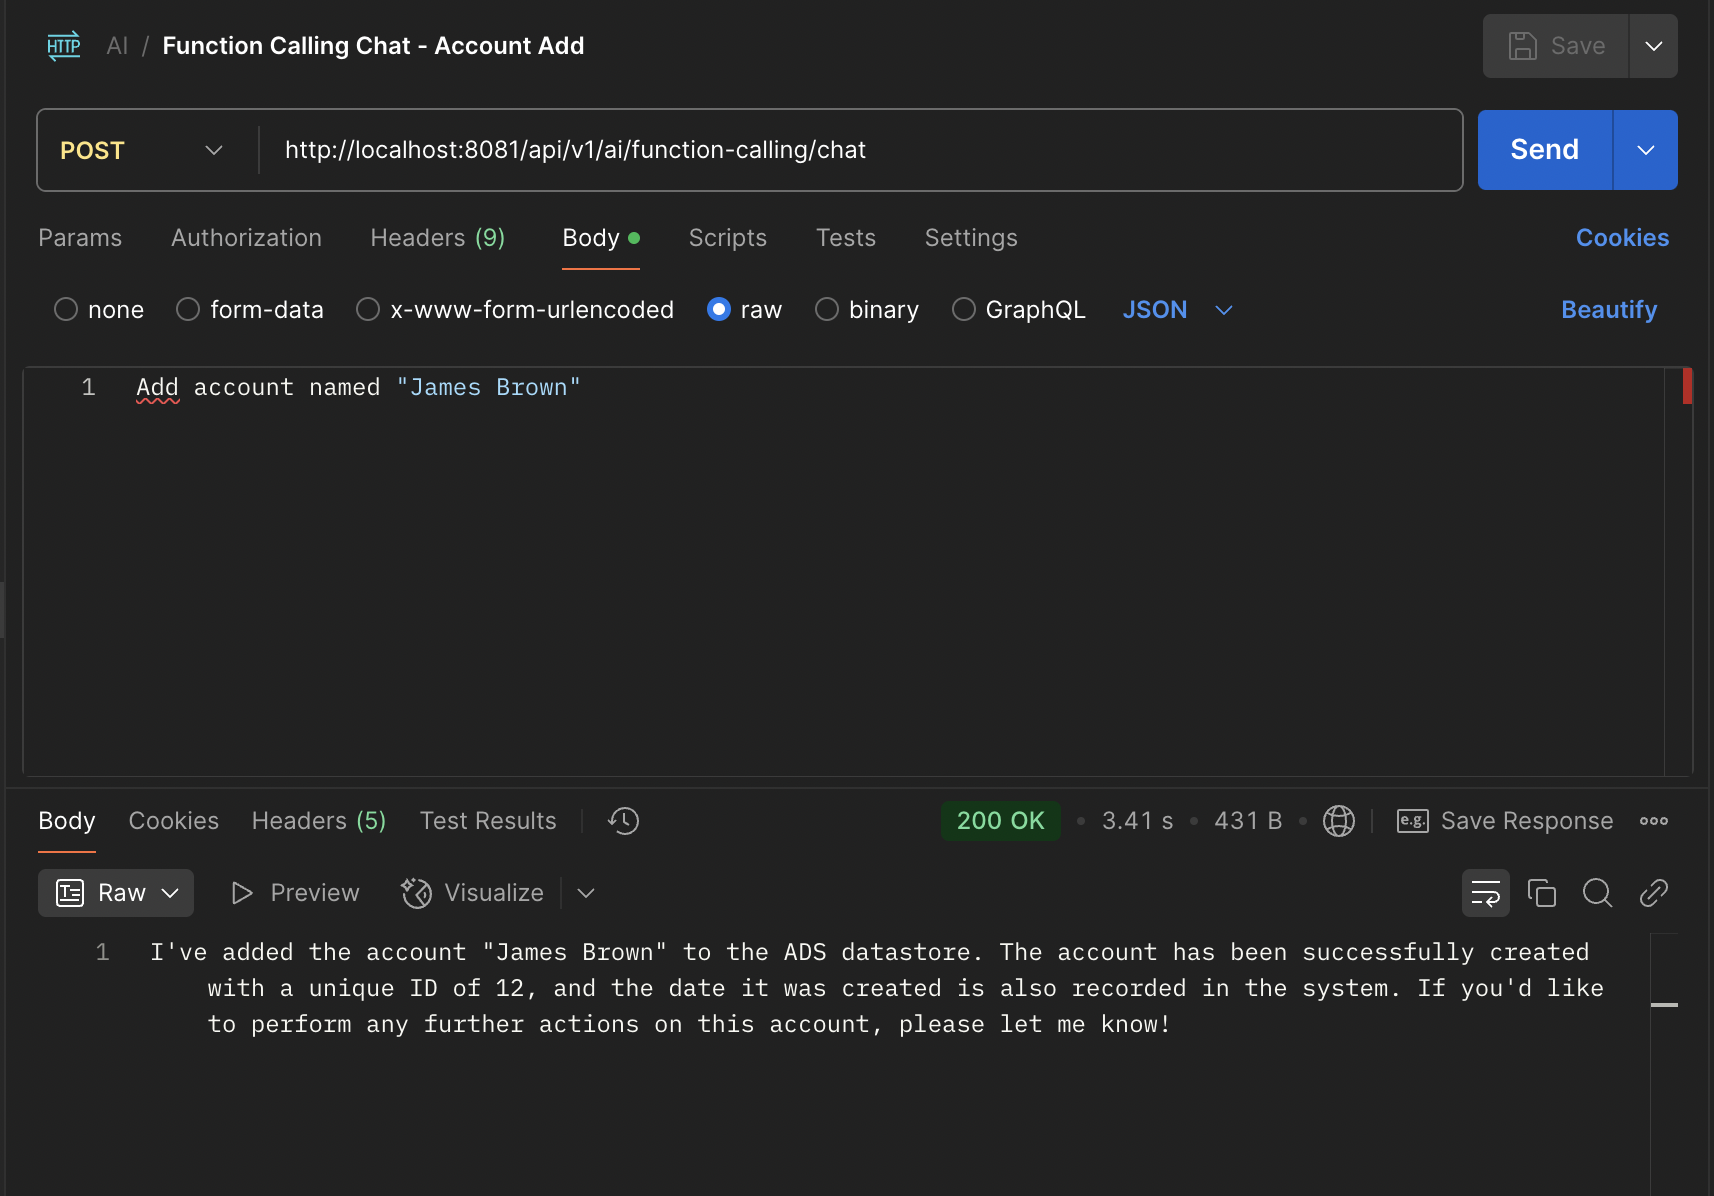 HTTP AI / Function Calling Chat - Account Add Save
POST http://localhost:8081/api/v1/ai/function-calling/chat Send
Params Authorization Headers (9) Body Scripts Tests Settings Cookies
none form-data x-www-form-urlencoded raw binary GraphQL JSON Beautify
1 Add account named "James Brown"
Body Cookies Headers (5) Test Results 200 OK • 3.41 s • 431 B • e.g. Save Response
Raw Preview Visualize
1 I've added the account "James Brown" to the ADS datastore. The account has been successfully created
with a unique ID of 12, and the date it was created is also recorded in the system. If you'd like
to perform any further actions on this account, please let me know!